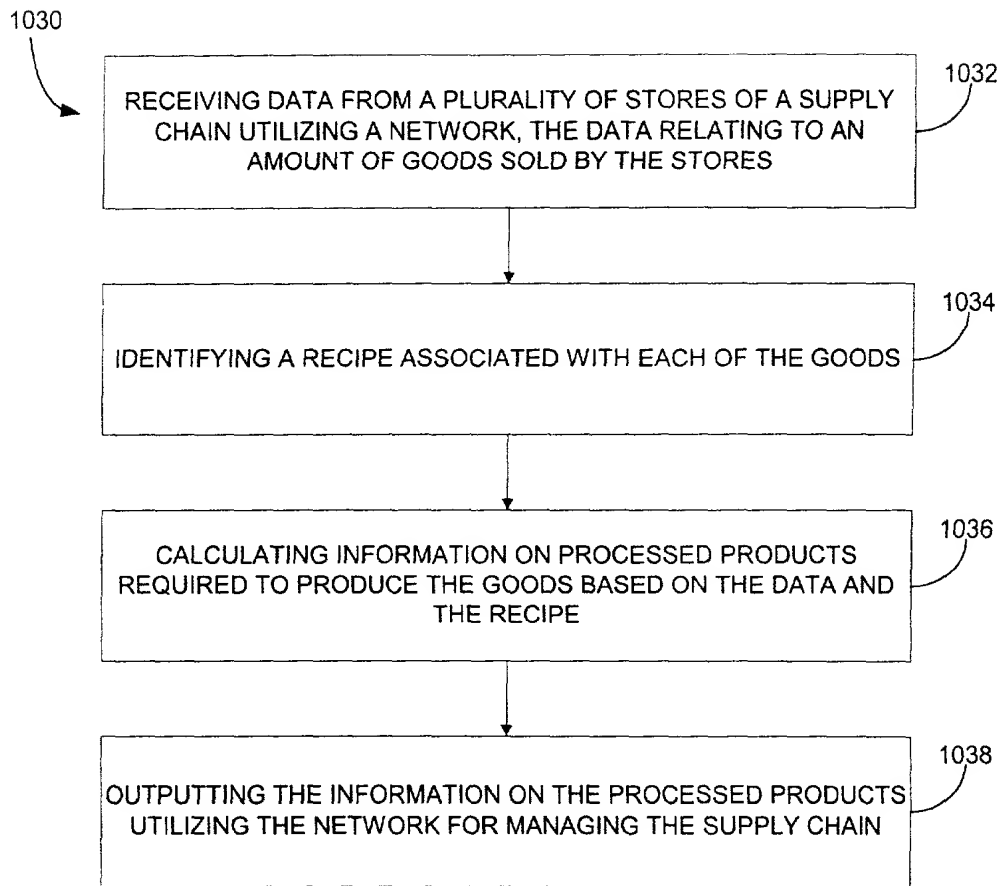 1030
1032
RECEIVING DATA FROM A PLURALITY OF STORES OF A SUPPLY
CHAIN UTILIZING A NETWORK, THE DATA RELATING TO AN
AMOUNT OF GOODS SOLD BY THE STORES
1034
IDENTIFYING A RECIPE ASSOCIATED WITH EACH OF THE GOODS
1036
CALCULATING INFORMATION ON PROCESSED PRODUCTS
REQUIRED TO PRODUCE THE GOODS BASED ON THE DATA AND
THE RECIPE
1038
OUTPUTTING THE INFORMATION ON THE PROCESSED PRODUCTS
UTILIZING THE NETWORK FOR MANAGING THE SUPPLY CHAIN